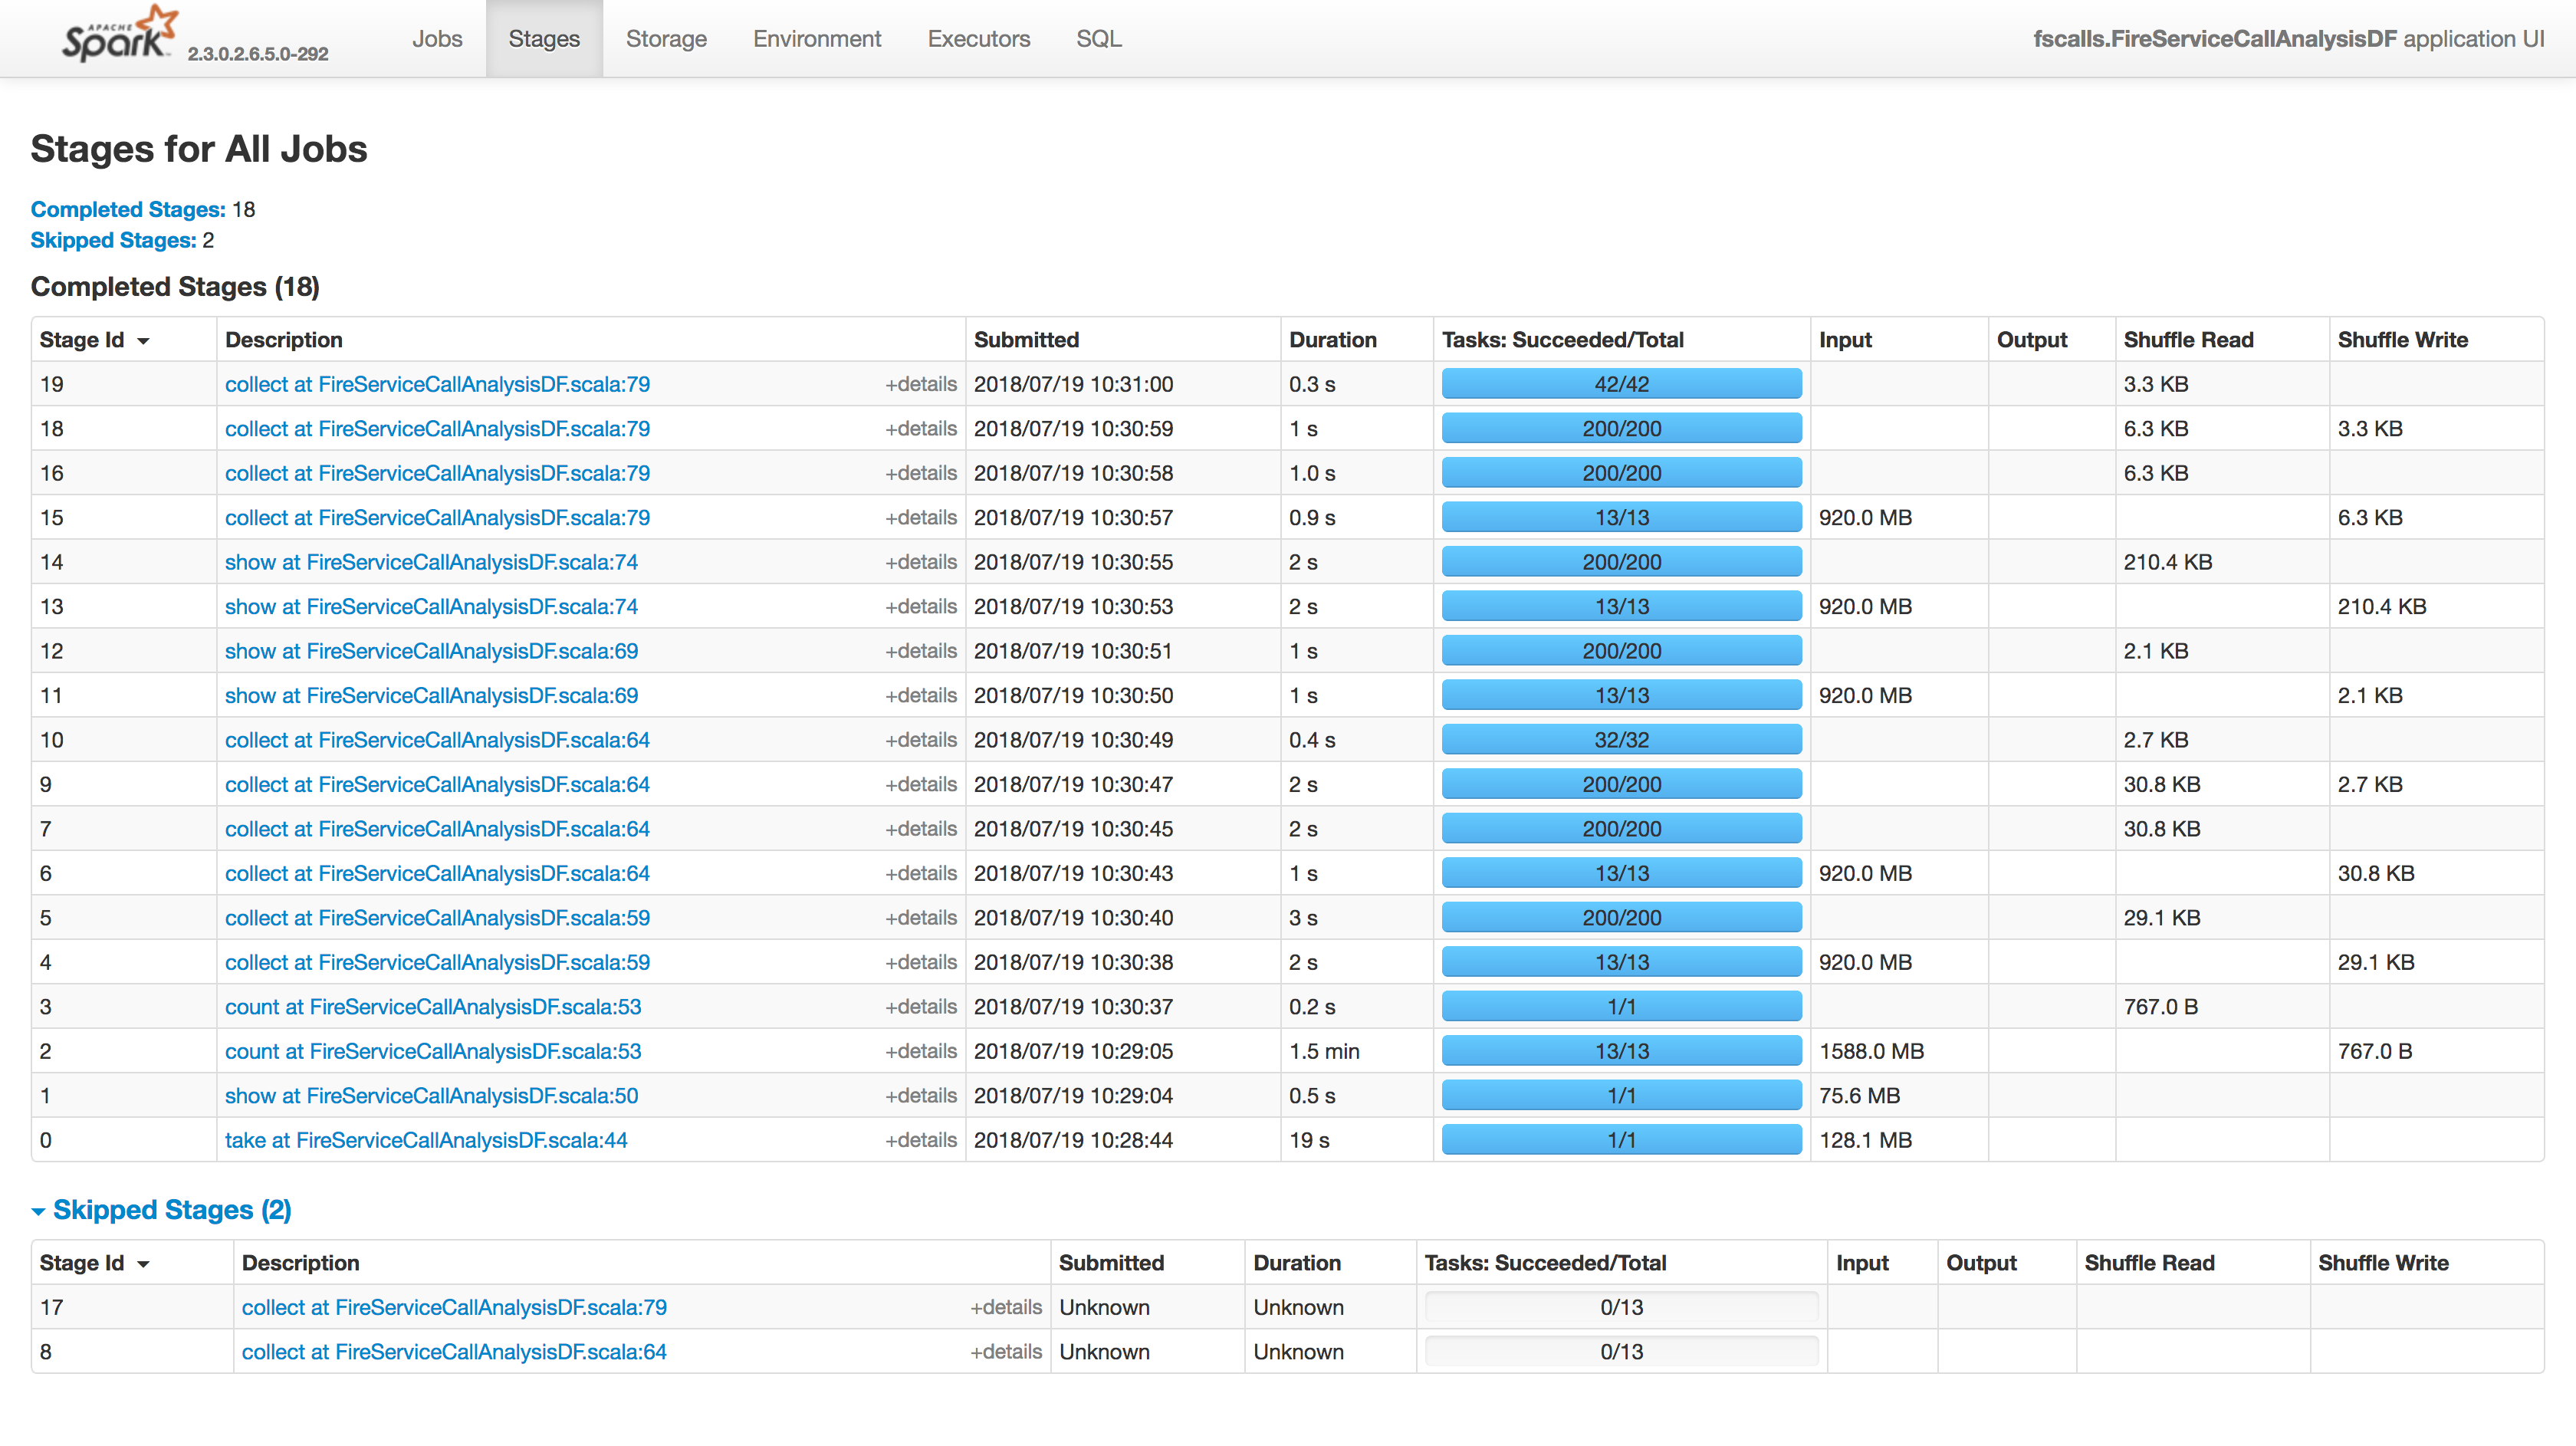 APACHE Spark 2.3.0.2.6.5.0-292 Jobs Stages Storage Environment Executors SQL fscalls.FireServiceCallAnalysisDF application UI
Stages for All Jobs
Completed Stages: 18
Skipped Stages: 2
Completed Stages (18)
Stage Id Description Submitted Duration Tasks: Succeeded/Total Input Output Shuffle Read Shuffle Write
19 collect at FireServiceCallAnalysisDF.scala:79 +details 2018/07/19 10:31:00 0.3 s 42/42 3.3 KB
18 collect at FireServiceCallAnalysisDF.scala:79 +details 2018/07/19 10:30:59 1 s 200/200 6.3 KB 3.3 KB
16 collect at FireServiceCallAnalysisDF.scala:79 +details 2018/07/19 10:30:58 1.0 s 200/200 6.3 KB
15 collect at FireServiceCallAnalysisDF.scala:79 +details 2018/07/19 10:30:57 0.9 s 13/13 920.0 MB 6.3 KB
14 show at FireServiceCallAnalysisDF.scala:74 +details 2018/07/19 10:30:55 2 s 200/200 210.4 KB
13 show at FireServiceCallAnalysisDF.scala:74 +details 2018/07/19 10:30:53 2 s 13/13 920.0 MB 210.4 KB
12 show at FireServiceCallAnalysisDF.scala:69 +details 2018/07/19 10:30:51 1 s 200/200 2.1 KB
11 show at FireServiceCallAnalysisDF.scala:69 +details 2018/07/19 10:30:50 1 s 13/13 920.0 MB 2.1 KB
10 collect at FireServiceCallAnalysisDF.scala:64 +details 2018/07/19 10:30:49 0.4 s 32/32 2.7 KB
9 collect at FireServiceCallAnalysisDF.scala:64 +details 2018/07/19 10:30:47 2 s 200/200 30.8 KB 2.7 KB
7 collect at FireServiceCallAnalysisDF.scala:64 +details 2018/07/19 10:30:45 2 s 200/200 30.8 KB
6 collect at FireServiceCallAnalysisDF.scala:64 +details 2018/07/19 10:30:43 1 s 13/13 920.0 MB 30.8 KB
5 collect at FireServiceCallAnalysisDF.scala:59 +details 2018/07/19 10:30:40 3 s 200/200 29.1 KB
4 collect at FireServiceCallAnalysisDF.scala:59 +details 2018/07/19 10:30:38 2 s 13/13 920.0 MB 29.1 KB
3 count at FireServiceCallAnalysisDF.scala:53 +details 2018/07/19 10:30:37 0.2 s 1/1 767.0 B
2 count at FireServiceCallAnalysisDF.scala:53 +details 2018/07/19 10:29:05 1.5 min 13/13 1588.0 MB 767.0 B
1 show at FireServiceCallAnalysisDF.scala:50 +details 2018/07/19 10:29:04 0.5 s 1/1 75.6 MB
0 take at FireServiceCallAnalysisDF.scala:44 +details 2018/07/19 10:28:44 19 s 1/1 128.1 MB
Skipped Stages (2)
Stage Id Description Submitted Duration Tasks: Succeeded/Total Input Output Shuffle Read Shuffle Write
17 collect at FireServiceCallAnalysisDF.scala:79 +details Unknown Unknown 0/13
8 collect at FireServiceCallAnalysisDF.scala:64 +details Unknown Unknown 0/13